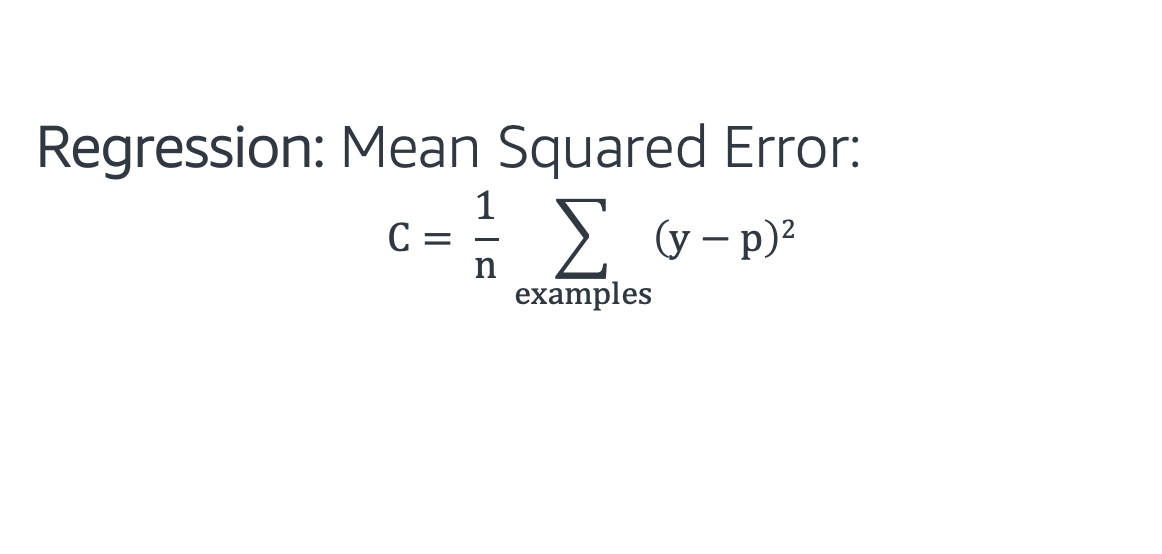 Regression: Mean Squared Error:
C = 1/n ∑ (y − p)²
examples